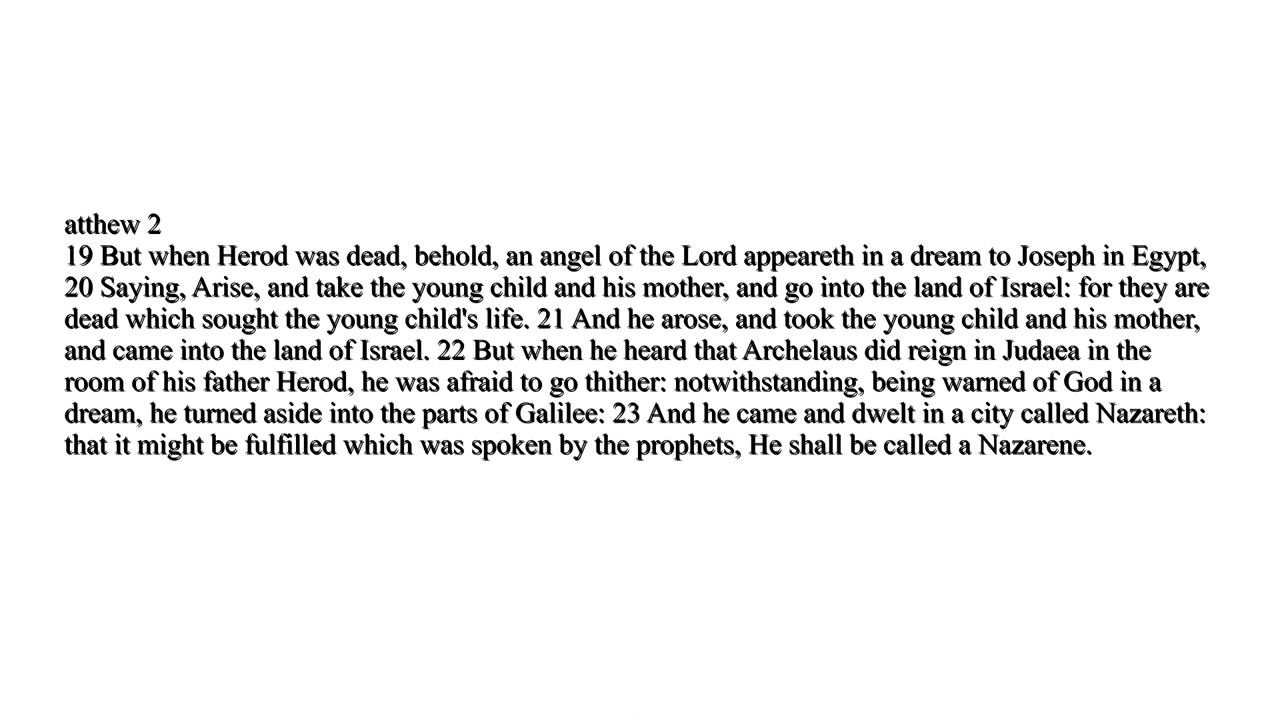 atthew 2
19 But when Herod was dead, behold, an angel of the Lord appeareth in a dream to Joseph in Egypt,
20 Saying, Arise, and take the young child and his mother, and go into the land of Israel: for they are
dead which sought the young child's life. 21 And he arose, and took the young child and his mother,
and came into the land of Israel. 22 But when he heard that Archelaus did reign in Judaea in the
room of his father Herod, he was afraid to go thither: notwithstanding, being warned of God in a
dream, he turned aside into the parts of Galilee: 23 And he came and dwelt in a city called Nazareth:
that it might be fulfilled which was spoken by the prophets, He shall be called a Nazarene.